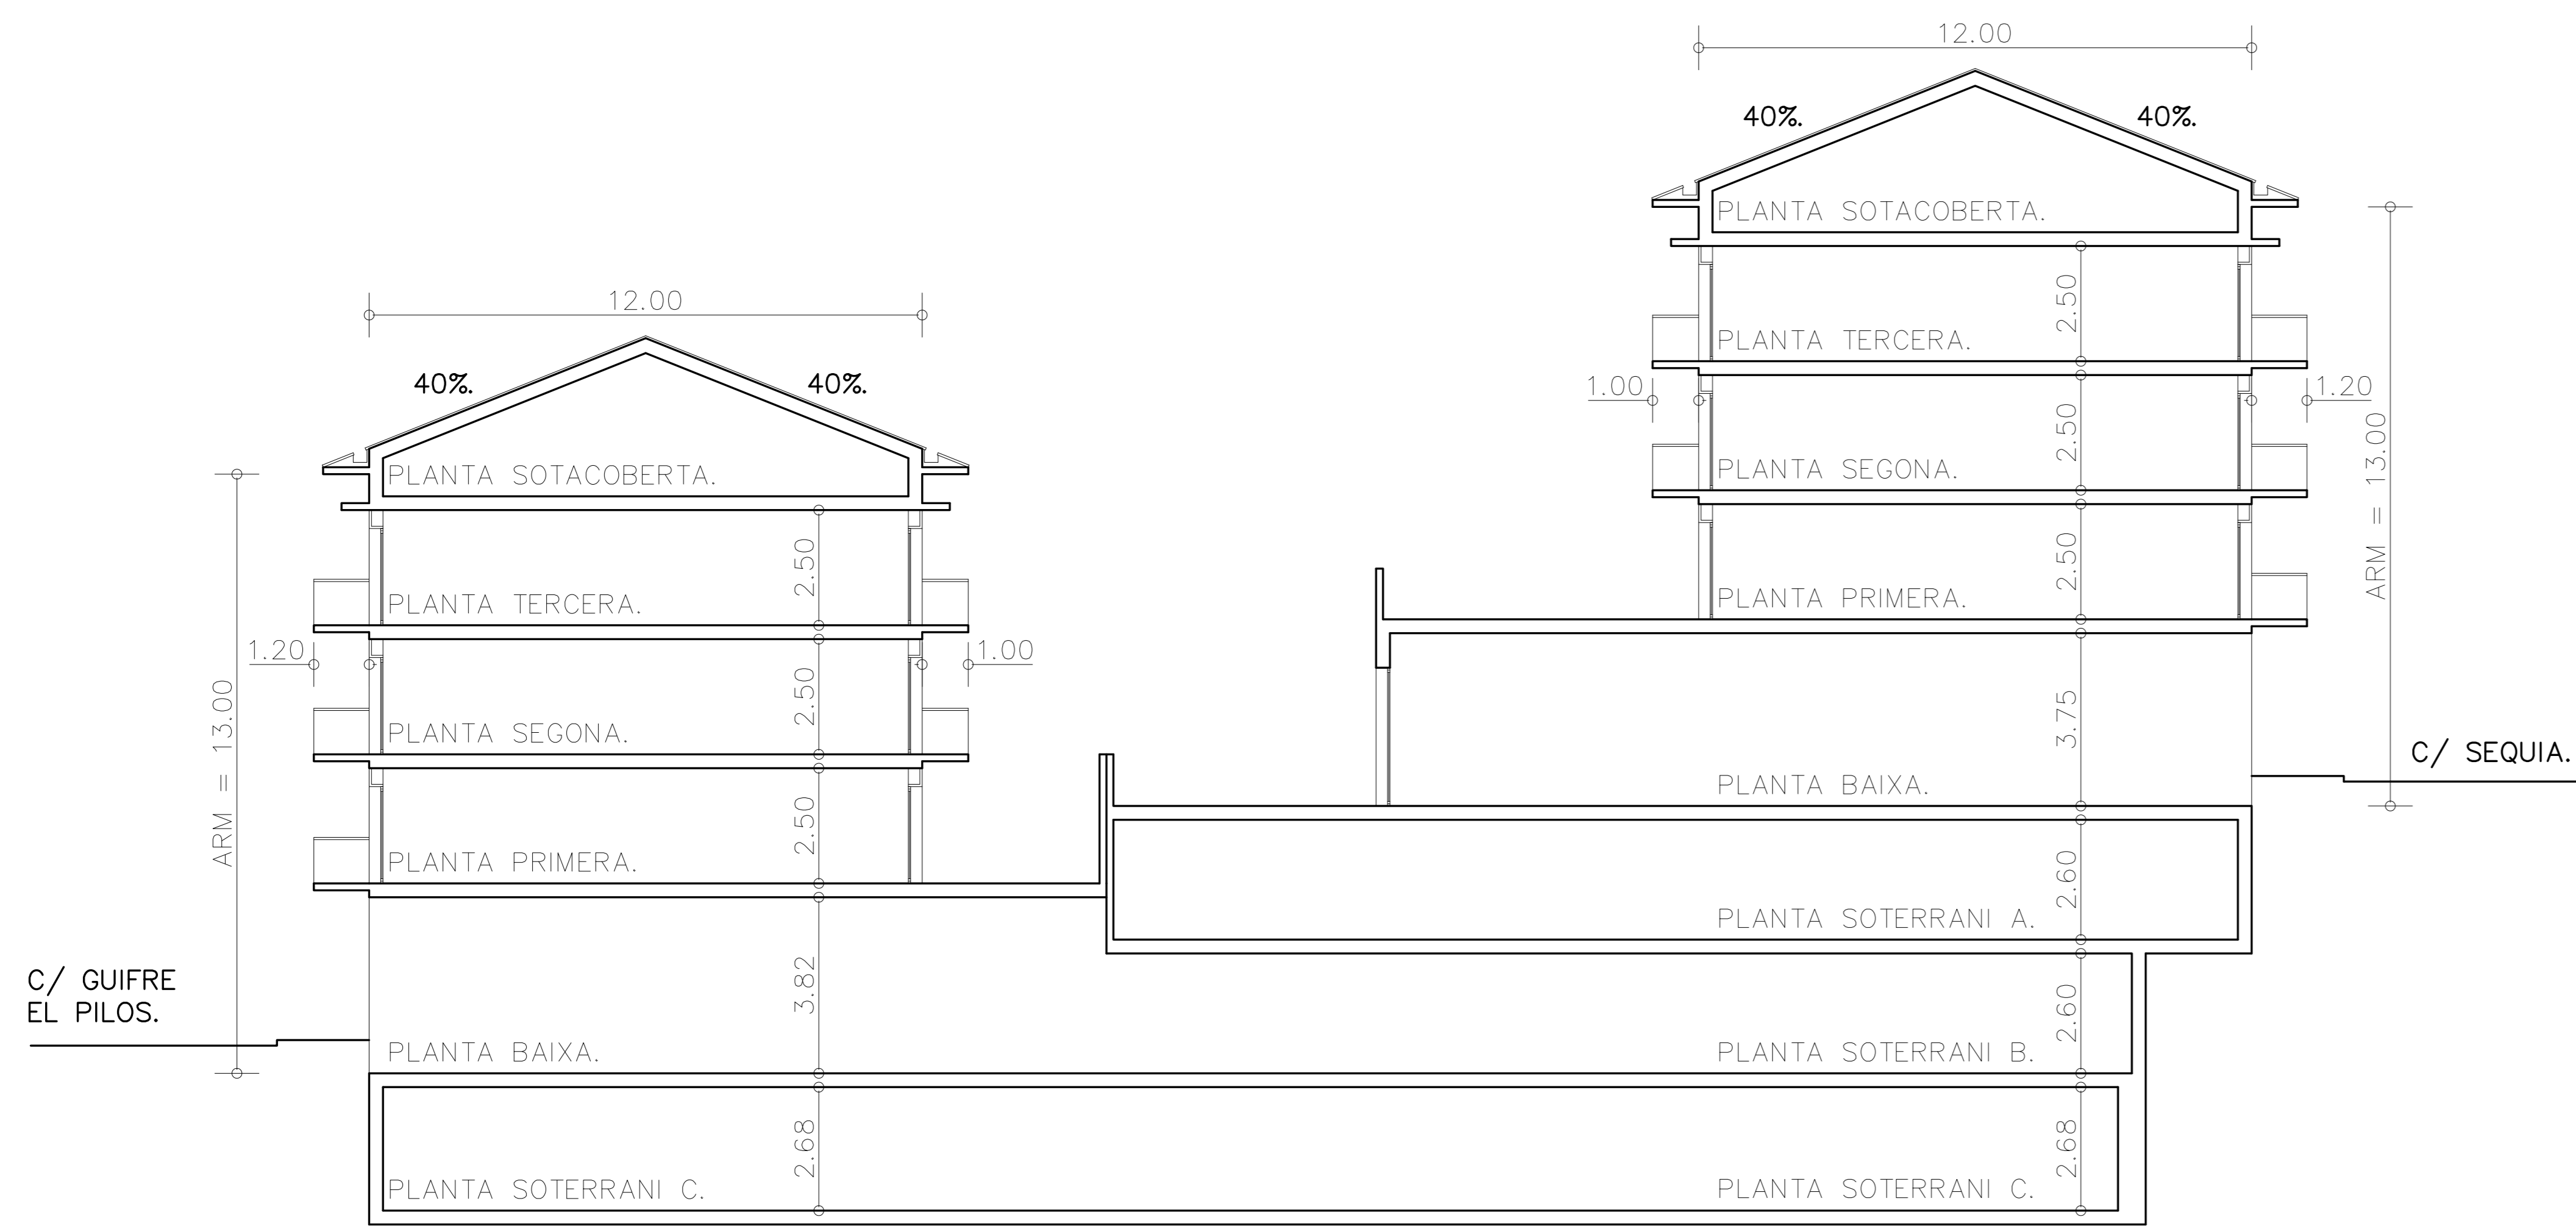 12.00
40%.
40%.
PLANTA SOTACOBERTA.
2.50
PLANTA TERCERA.
1.00
1.20
2.50
PLANTA SEGONA.
ARM = 13.00
2.50
PLANTA PRIMERA.
3.75
C/ SEQUIA.
PLANTA BAIXA.
2.60
PLANTA SOTERRANI A.
2.60
PLANTA SOTERRANI B.
2.68
PLANTA SOTERRANI C.
12.00
40%.
40%.
PLANTA SOTACOBERTA.
2.50
PLANTA TERCERA.
1.20
1.00
2.50
PLANTA SEGONA.
ARM = 13.00
2.50
PLANTA PRIMERA.
3.82
C/ GUIFRE
EL PILOS.
PLANTA BAIXA.
2.68
PLANTA SOTERRANI C.